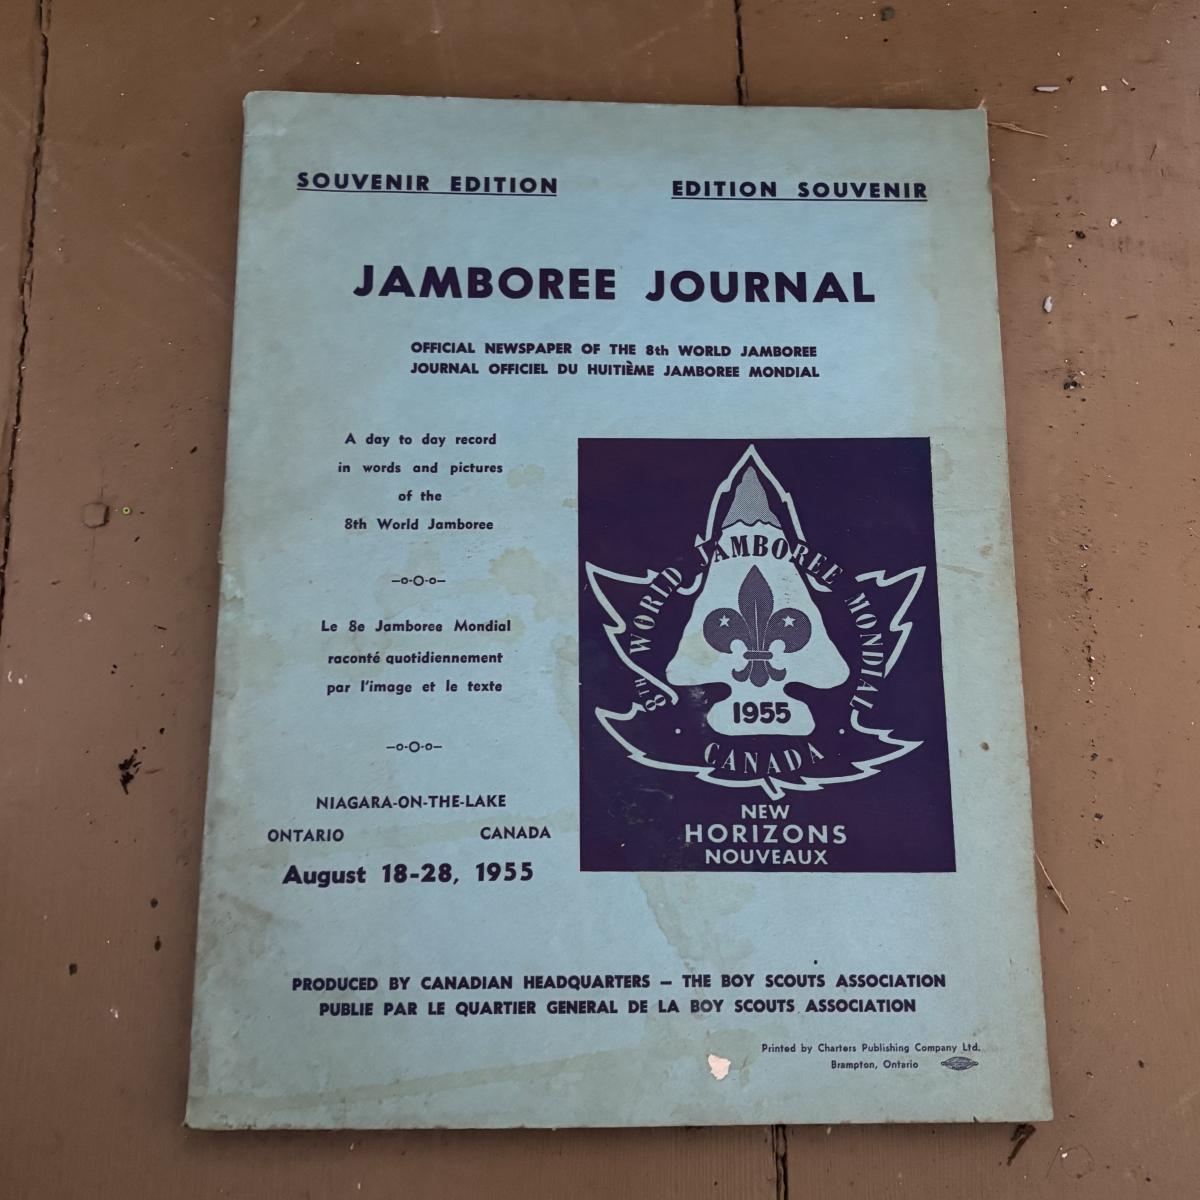 SOUVENIR EDITION EDITION SOUVENIR
JAMBOREE JOURNAL
OFFICIAL NEWSPAPER OF THE 8th WORLD JAMBOREE
JOURNAL OFFICIEL DU HUITIÈME JAMBOREE MONDIAL
A day to day record
in words and pictures
of the
8th World Jamboree
Le 8e Jamboree Mondial
raconté quotidiennement
par l'image et le texte
NIAGARA-ON-THE-LAKE
ONTARIO CANADA
August 18-28, 1955
8TH WORLD JAMBOREE MONDIAL
1955
CANADA
NEW
HORIZONS
NOUVEAUX
PRODUCED BY CANADIAN HEADQUARTERS — THE BOY SCOUTS ASSOCIATION
PUBLIE PAR LE QUARTIER GENERAL DE LA BOY SCOUTS ASSOCIATION
Printed by Charters Publishing Company Ltd.
Brampton, Ontario